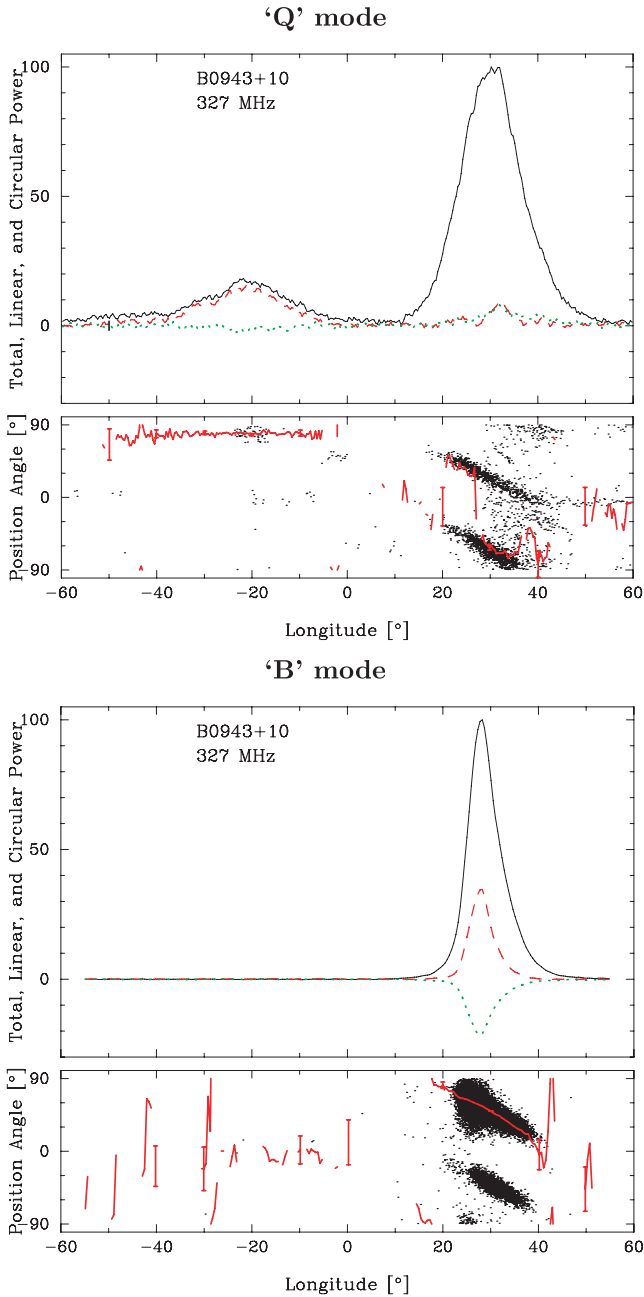 ‘Q’ mode
B0943+10
327 MHz
Total, Linear, and Circular Power
100
50
0
Position Angle [°]
90
0
−90
−60 −40 −20 0 20 40 60
Longitude [°]
‘B’ mode
B0943+10
327 MHz
Total, Linear, and Circular Power
100
50
0
Position Angle [°]
90
0
−90
−60 −40 −20 0 20 40 60
Longitude [°]